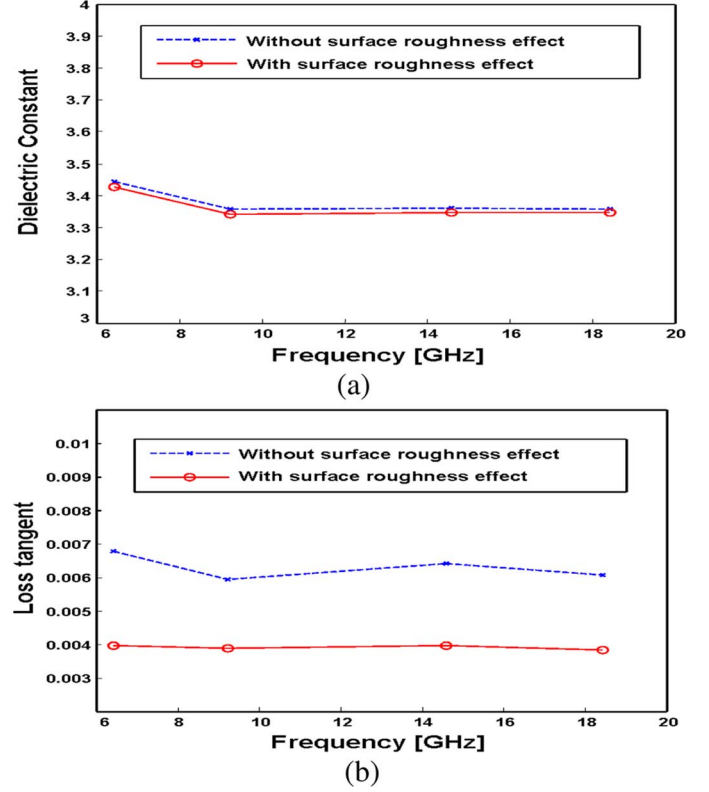 4
3.9
3.8
3.7
3.6
3.5
3.4
3.3
3.2
3.1
3
Dielectric Constant
Without surface roughness effect
With surface roughness effect
6 8 10 12 14 16 18 20
Frequency [GHz]
(a)
0.01
0.009
0.008
0.007
0.006
0.005
0.004
0.003
Loss tangent
Without surface roughness effect
With surface roughness effect
6 8 10 12 14 16 18 20
Frequency [GHz]
(b)